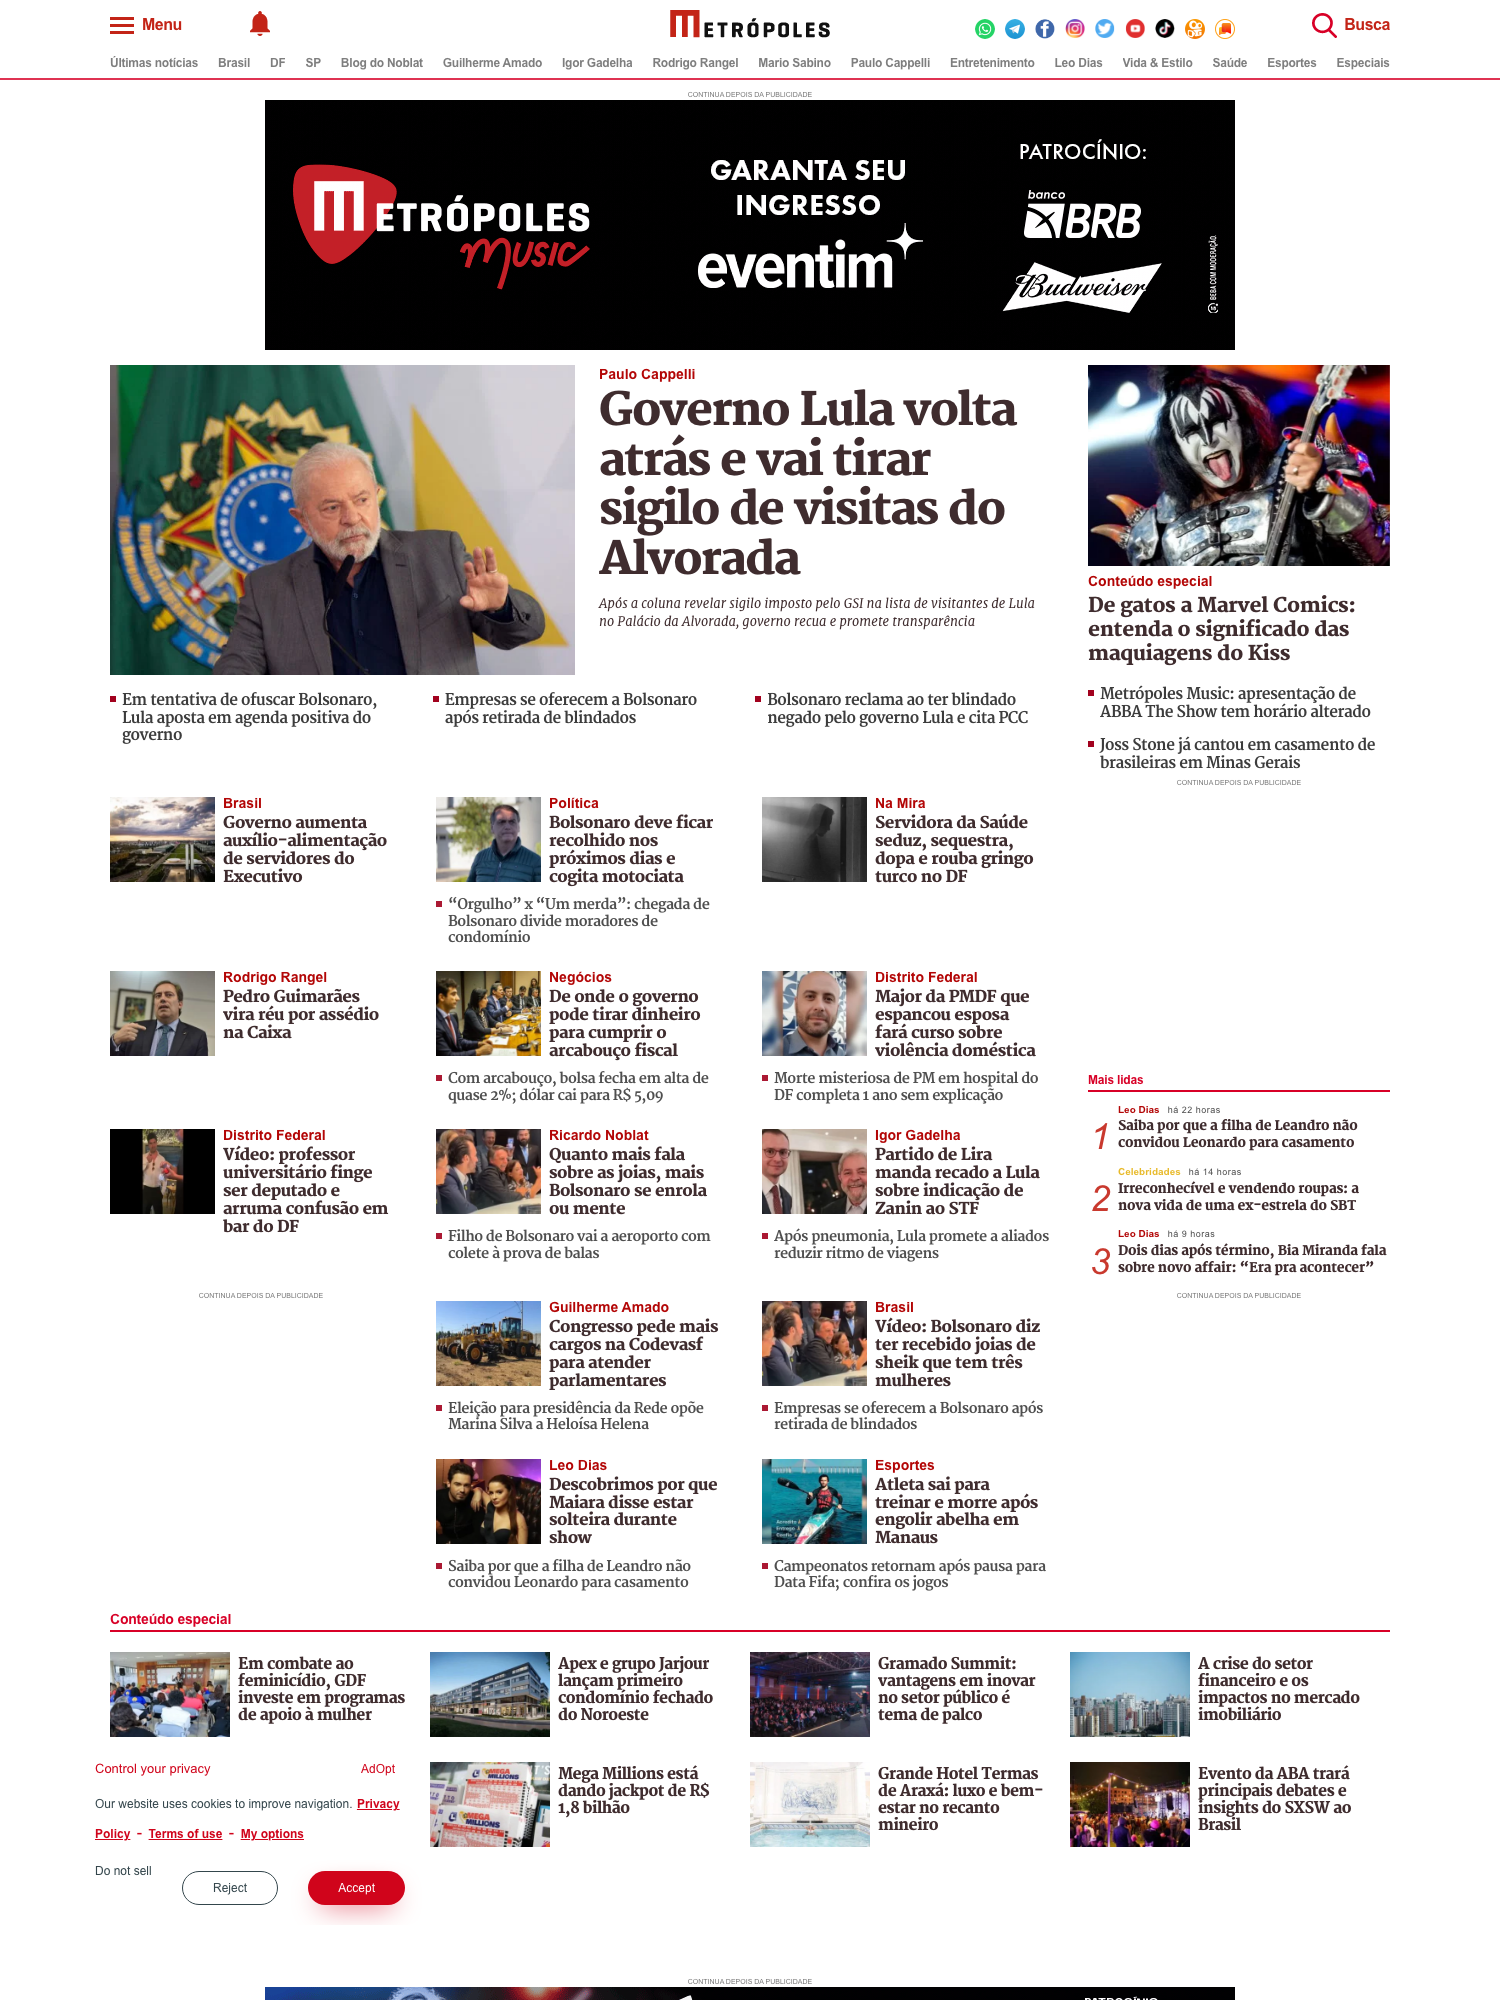 Menu
METRÓPOLES
Busca
Últimas notícias Brasil DF SP Blog do Noblat Guilherme Amado Igor Gadelha Rodrigo Rangel Mario Sabino Paulo Cappelli Entretenimento Leo Dias Vida & Estilo Saúde Esportes Especiais
CONTINUA DEPOIS DA PUBLICIDADE
METRÓPOLES
MUSIC
GARANTA SEU
INGRESSO
eventim
PATROCÍNIO:
banco
BRB
Budweiser
BEBA COM MODERAÇÃO.
Paulo Cappelli
Governo Lula volta
atrás e vai tirar
sigilo de visitas do
Alvorada
Após a coluna revelar sigilo imposto pelo GSI na lista de visitantes de Lula
no Palácio da Alvorada, governo recua e promete transparência
Em tentativa de ofuscar Bolsonaro,
Lula aposta em agenda positiva do
governo
Empresas se oferecem a Bolsonaro
após retirada de blindados
Bolsonaro reclama ao ter blindado
negado pelo governo Lula e cita PCC
Conteúdo especial
De gatos a Marvel Comics:
entenda o significado das
maquiagens do Kiss
Metrópoles Music: apresentação de
ABBA The Show tem horário alterado
Joss Stone já cantou em casamento de
brasileiras em Minas Gerais
CONTINUA DEPOIS DA PUBLICIDADE
Brasil
Governo aumenta
auxílio-alimentação
de servidores do
Executivo
Política
Bolsonaro deve ficar
recolhido nos
próximos dias e
cogita motociata
“Orgulho” x “Um merda”: chegada de
Bolsonaro divide moradores de
condomínio
Na Mira
Servidora da Saúde
seduz, sequestra,
dopa e rouba gringo
turco no DF
Rodrigo Rangel
Pedro Guimarães
vira réu por assédio
na Caixa
Negócios
De onde o governo
pode tirar dinheiro
para cumprir o
arcabouço fiscal
Com arcabouço, bolsa fecha em alta de
quase 2%; dólar cai para R$ 5,09
Distrito Federal
Major da PMDF que
espancou esposa
fará curso sobre
violência doméstica
Morte misteriosa de PM em hospital do
DF completa 1 ano sem explicação
Mais lidas
Leo Dias há 22 horas
1 Saiba por que a filha de Leandro não
convidou Leonardo para casamento
Celebridades há 14 horas
2 Irreconhecível e vendendo roupas: a
nova vida de uma ex-estrela do SBT
Leo Dias há 9 horas
3 Dois dias após término, Bia Miranda fala
sobre novo affair: “Era pra acontecer”
CONTINUA DEPOIS DA PUBLICIDADE
Distrito Federal
Vídeo: professor
universitário finge
ser deputado e
arruma confusão em
bar do DF
CONTINUA DEPOIS DA PUBLICIDADE
Ricardo Noblat
Quanto mais fala
sobre as joias, mais
Bolsonaro se enrola
ou mente
Filho de Bolsonaro vai a aeroporto com
colete à prova de balas
Igor Gadelha
Partido de Lira
manda recado a Lula
sobre indicação de
Zanin ao STF
Após pneumonia, Lula promete a aliados
reduzir ritmo de viagens
Guilherme Amado
Congresso pede mais
cargos na Codevasf
para atender
parlamentares
Eleição para presidência da Rede opõe
Marina Silva a Heloísa Helena
Brasil
Vídeo: Bolsonaro diz
ter recebido joias de
sheik que tem três
mulheres
Empresas se oferecem a Bolsonaro após
retirada de blindados
Leo Dias
Descobrimos por que
Maiara disse estar
solteira durante
show
Saiba por que a filha de Leandro não
convidou Leonardo para casamento
Esportes
Atleta sai para
treinar e morre após
engolir abelha em
Manaus
Campeonatos retornam após pausa para
Data Fifa; confira os jogos
Conteúdo especial
Em combate ao
feminicídio, GDF
investe em programas
de apoio à mulher
Apex e grupo Jarjour
lançam primeiro
condomínio fechado
do Noroeste
Gramado Summit:
vantagens em inovar
no setor público é
tema de palco
A crise do setor
financeiro e os
impactos no mercado
imobiliário
MEGA
MILLIONS
MEGA
MILLIONS
Mega Millions está
dando jackpot de R$
1,8 bilhão
Grande Hotel Termas
de Araxá: luxo e bem-
estar no recanto
mineiro
Evento da ABA trará
principais debates e
insights do SXSW ao
Brasil
Control your privacy AdOpt
Our website uses cookies to improve navigation. Privacy
Policy - Terms of use - My options
Do not sell
Reject
Accept
CONTINUA DEPOIS DA PUBLICIDADE